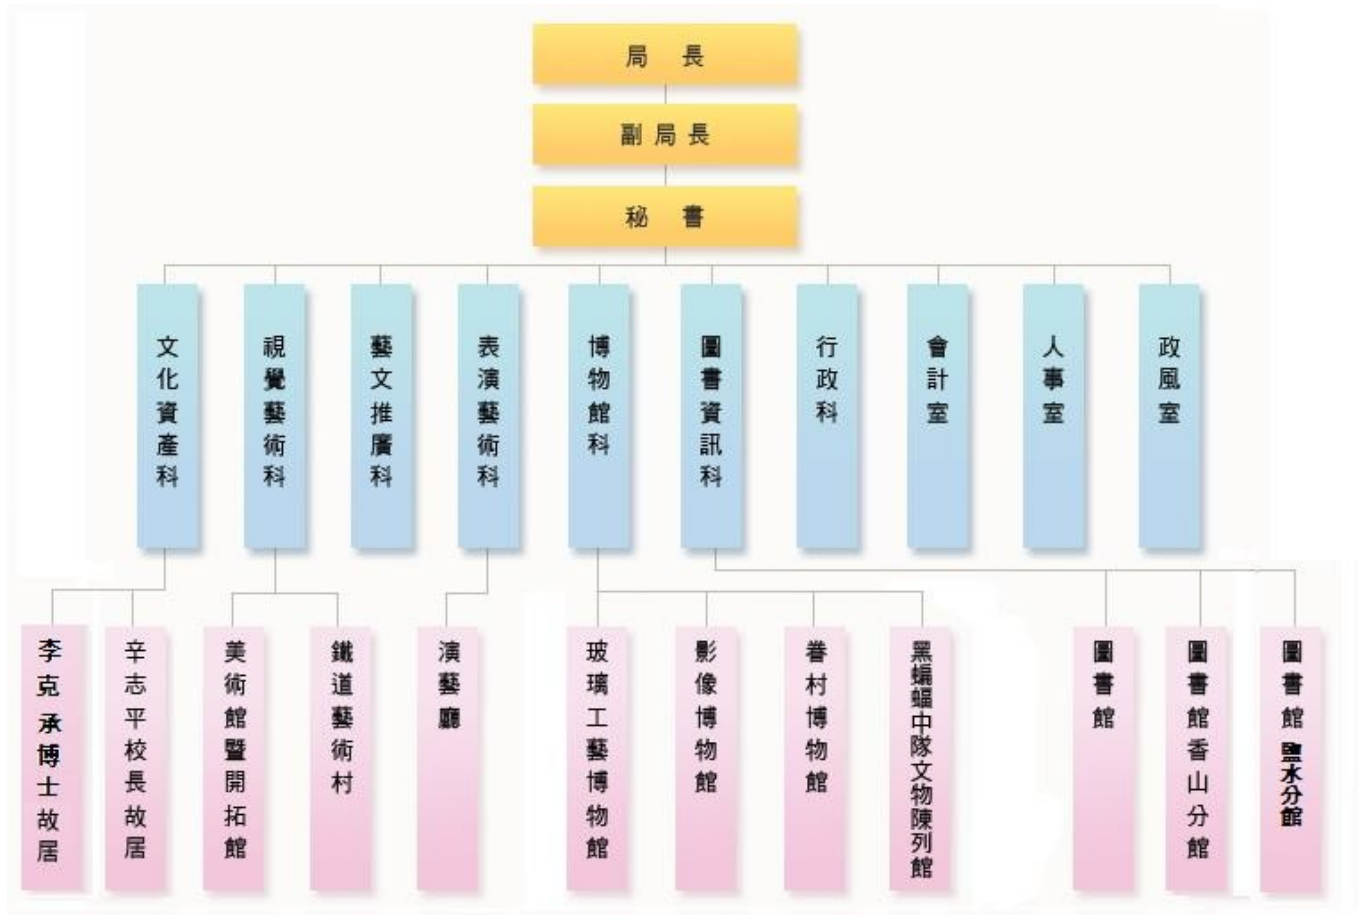 局長
副局長
秘書
文化資產科
視覺藝術科
藝文推廣科
表演藝術科
博物館科
圖書資訊科
行政科
會計室
人事室
政風室
李克承博士故居
辛志平校長故居
美術館暨開拓館
鐵道藝術村
演藝廳
玻璃工藝博物館
影像博物館
眷村博物館
黑蝙蝠中隊文物陳列館
圖書館
圖書館香山分館
圖書館鹽水分館